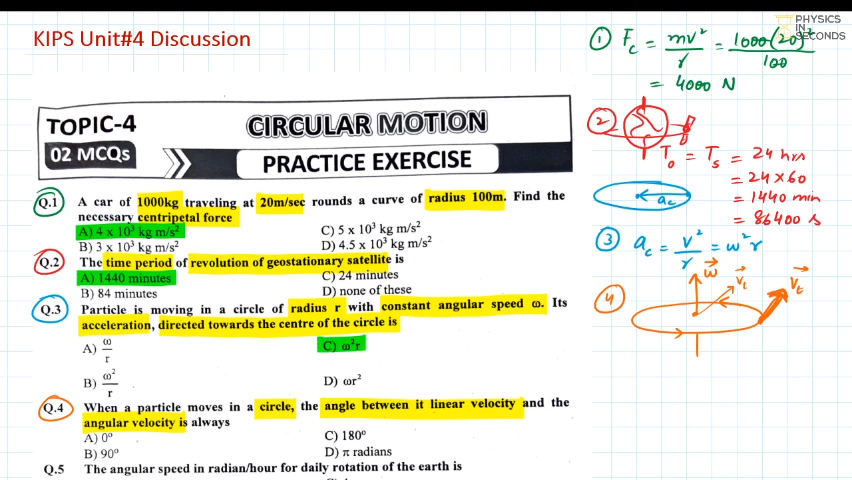 KIPS Unit#4 Discussion
PHYSICS
IN
SECONDS
TOPIC-4
02 MCQs
CIRCULAR MOTION
PRACTICE EXERCISE
Q.1 A car of 1000kg traveling at 20m/sec rounds a curve of radius 100m. Find the
necessary centripetal force
A) 4 x 10³ kg m/s² C) 5 x 10³ kg m/s²
B) 3 x 10³ kg m/s² D) 4.5 x 10³ kg m/s²
Q.2 The time period of revolution of geostationary satellite is
A) 1440 minutes C) 24 minutes
B) 84 minutes D) none of these
Q.3 Particle is moving in a circle of radius r with constant angular speed ω. Its
acceleration, directed towards the centre of the circle is
A) ω/r C) ω²r
B) ω²/r D) ωr²
Q.4 When a particle moves in a circle, the angle between it linear velocity and the
angular velocity is always
A) 0° C) 180°
B) 90° D) π radians
Q.5 The angular speed in radian/hour for daily rotation of the earth is
① F_c = mv²/r = 1000(20)²/100
= 4000 N
②
T_o = T_s = 24 hrs
= 24 x 60
= 1440 min
= 86400 s
a_c
③ a_c = v²/r = ω²r
④ ω⃗ v⃗_t v⃗_t